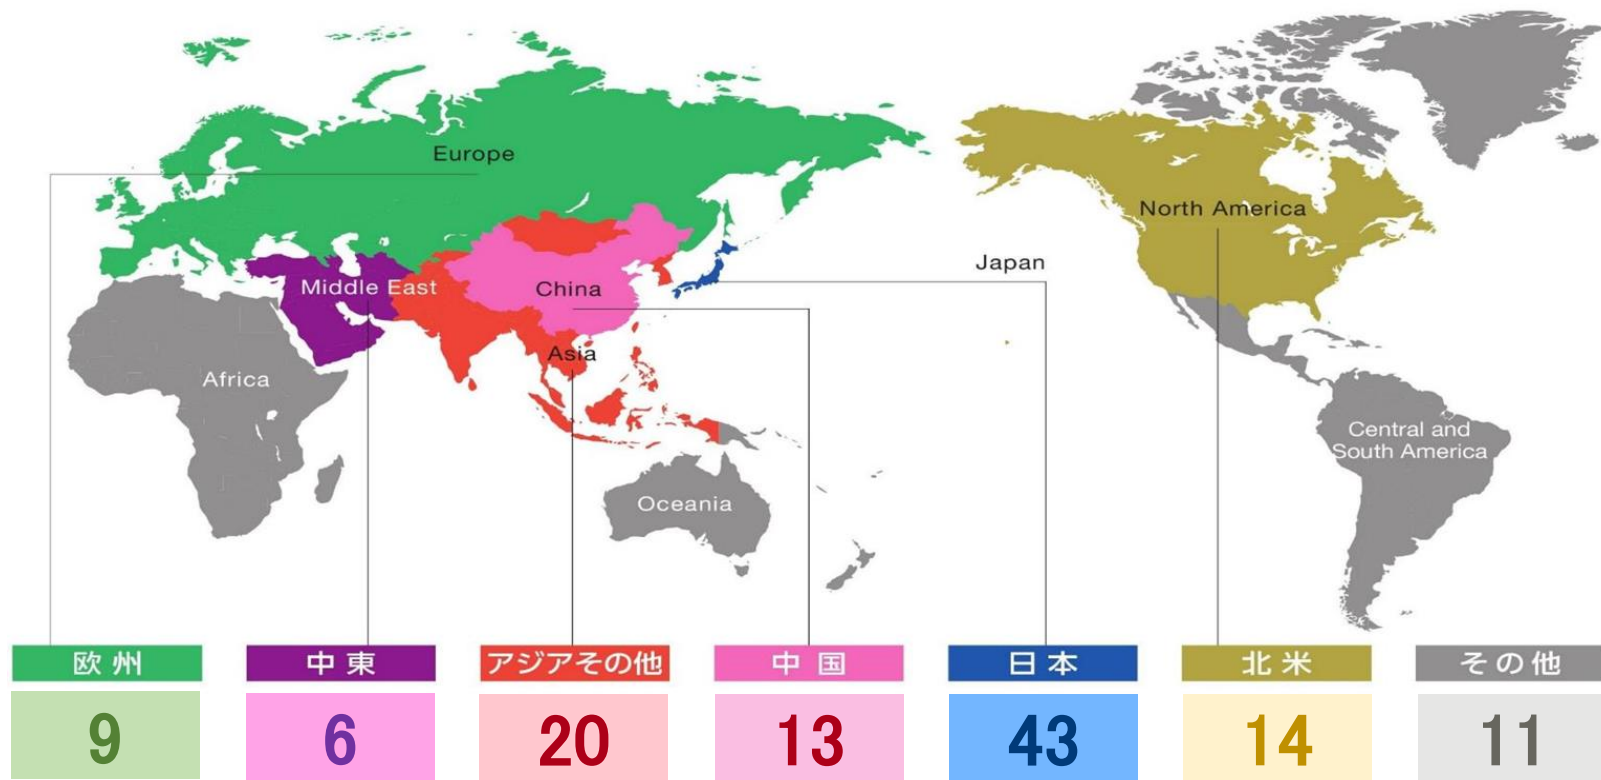 Europe
North America
Japan
Middle East
China
Asia
Africa
Central and
South America
Oceania
欧州
中東
アジアその他
中国
日本
北米
その他
9
6
20
13
43
14
11